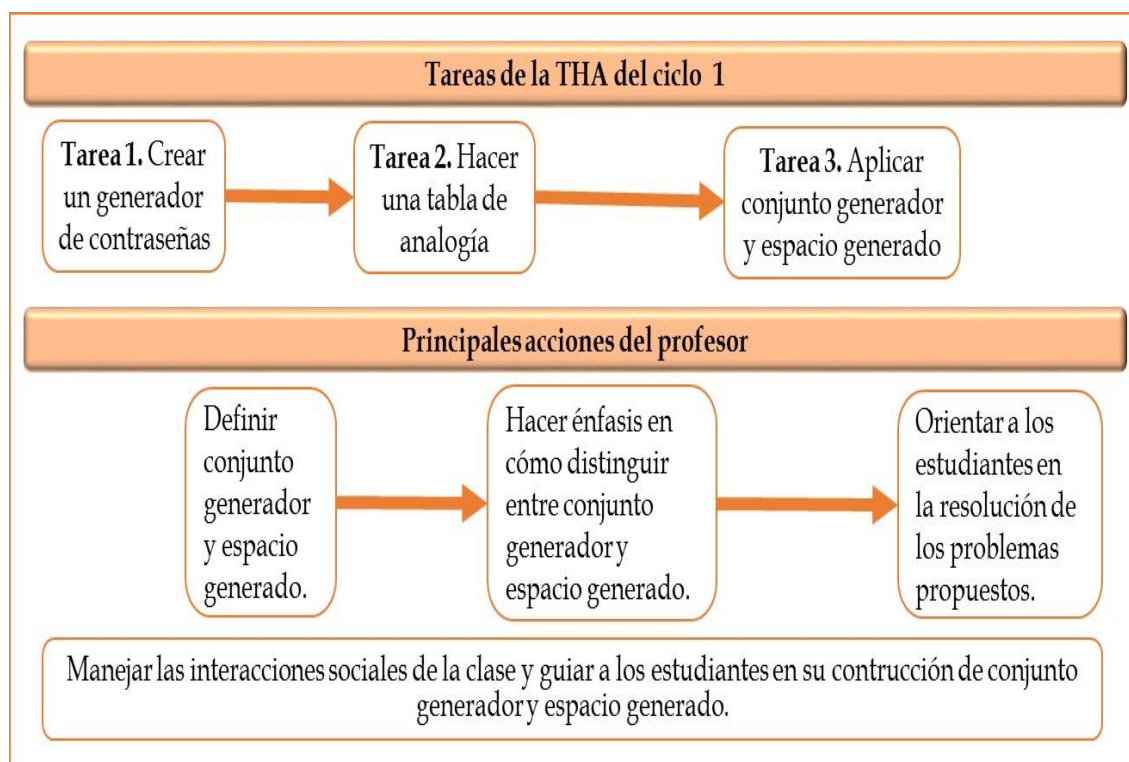 Tareas de la THA del ciclo 1
Tarea 1. Crear
un generador
de contraseñas
Tarea 2. Hacer
una tabla de
analogía
Tarea 3. Aplicar
conjunto generador
y espacio generado
Principales acciones del profesor
Definir
conjunto
generador
y espacio
generado.
Hacer énfasis en
cómo distinguir
entre conjunto
generador y
espacio generado.
Orientar a los
estudiantes en
la resolución de
los problemas
propuestos.
Manejar las interacciones sociales de la clase y guiar a los estudiantes en su contrucción de conjunto
generador y espacio generado.